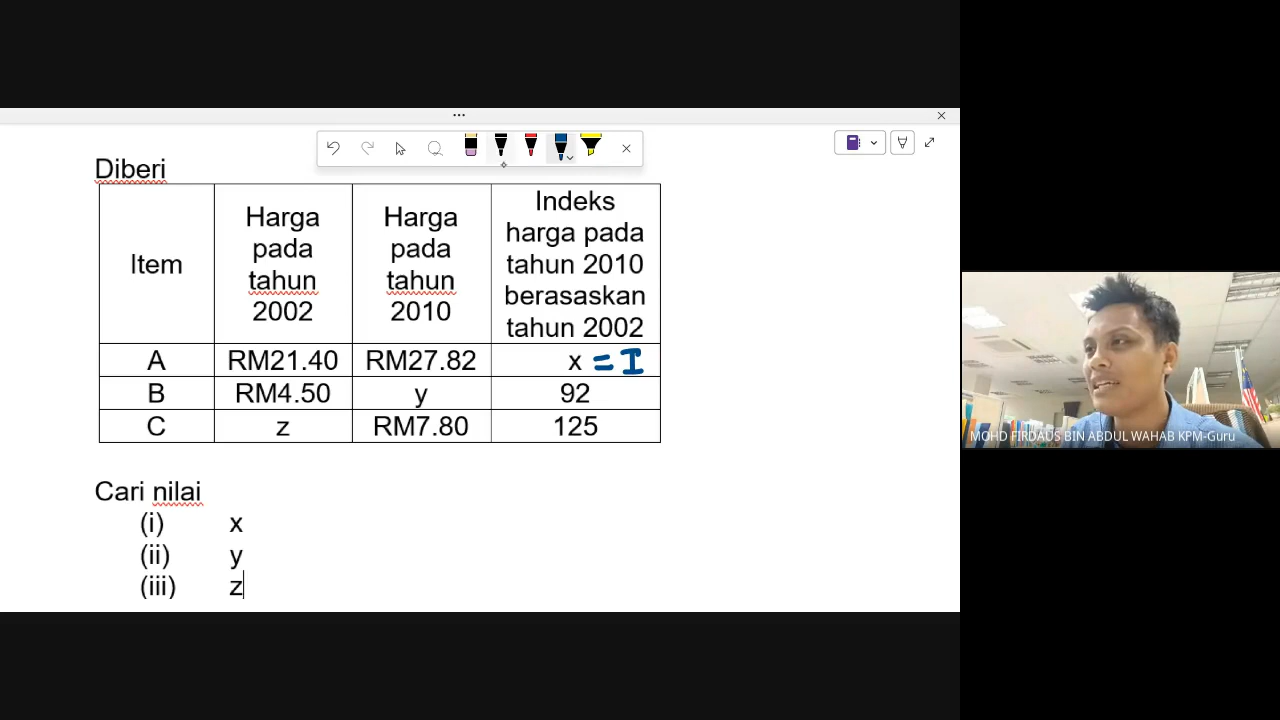 Diberi
Item
Harga
pada
tahun
2002
Harga
pada
tahun
2010
Indeks
harga pada
tahun 2010
berasaskan
tahun 2002
A RM21.40 RM27.82 x = I
B RM4.50 y 92
C z RM7.80 125
Cari nilai
(i) x
(ii) y
(iii) z
MOHD FIRDAUS BIN ABDUL WAHAB KPM-Guru